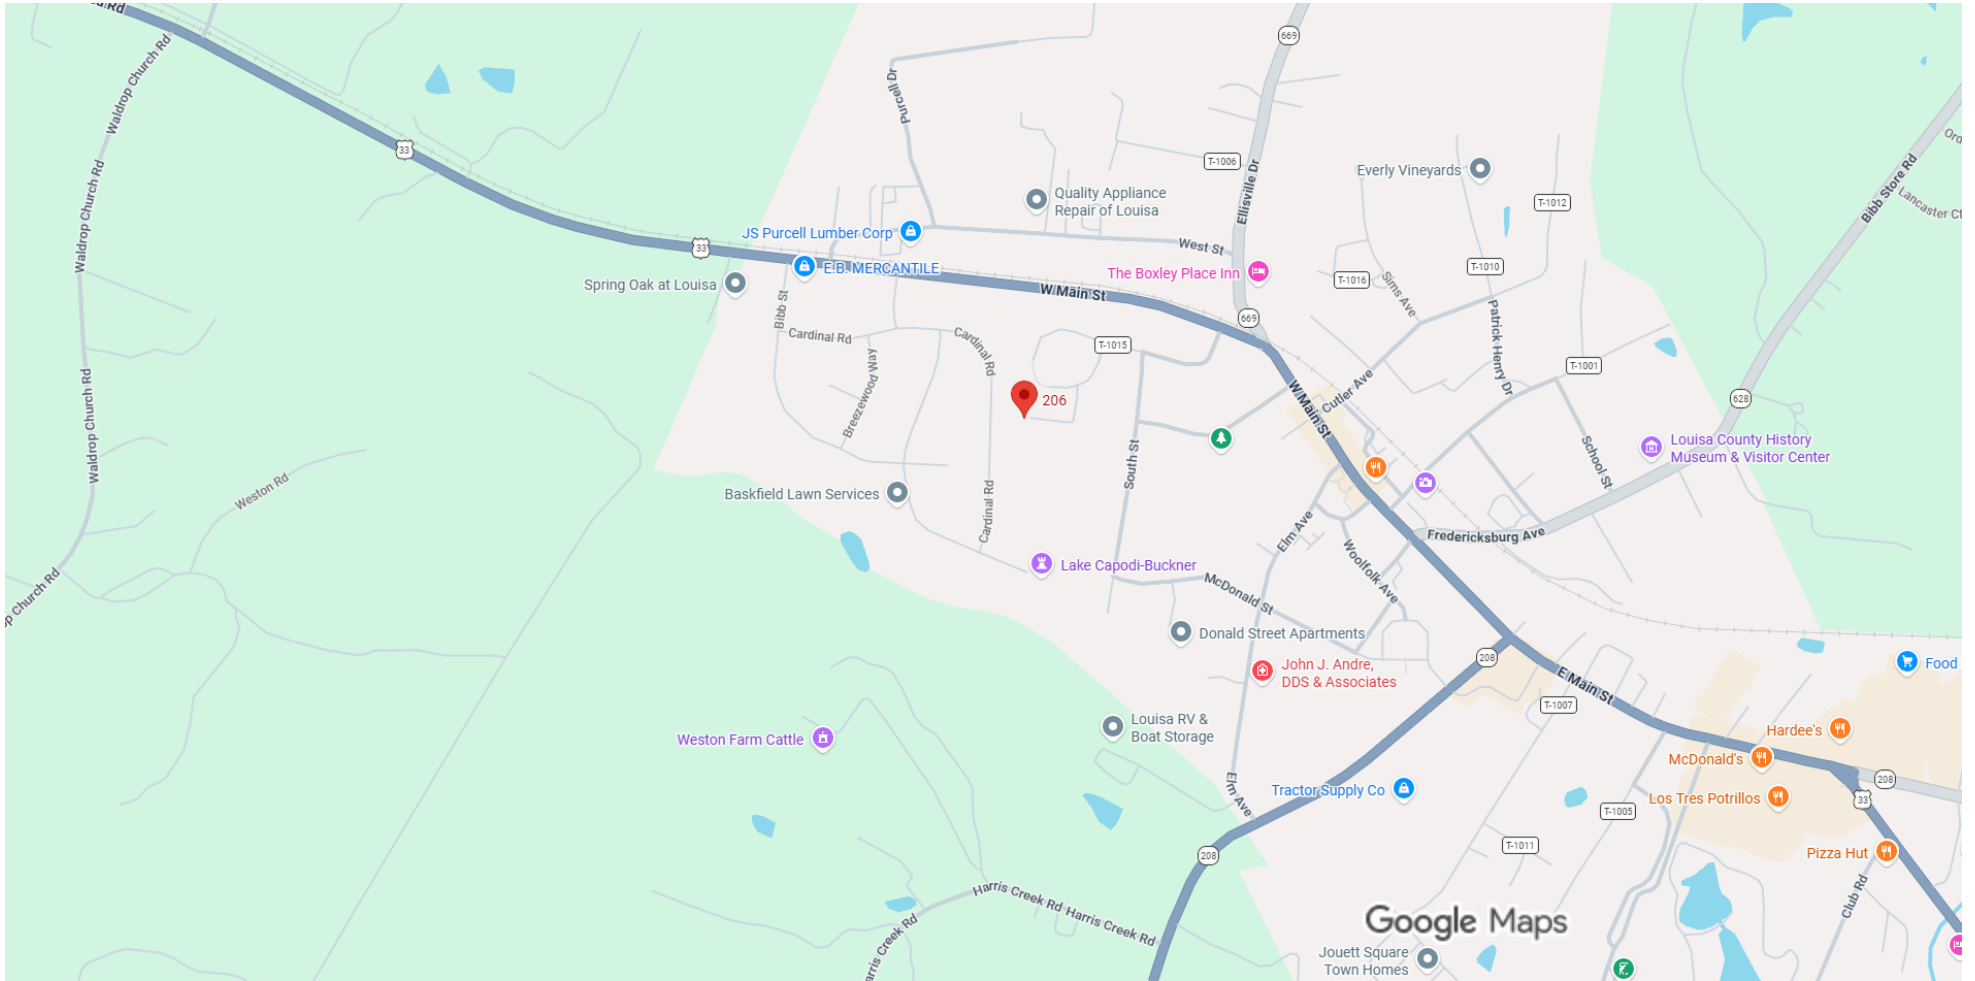 Waldrop Church Rd
33
Purcell Dr
669
T-1006
Ellisville Dr
Everly Vineyards
T-1012
Bibb Store Rd
Lancaster Ct
Waldrop Church Rd
Quality Appliance
Repair of Louisa
JS Purcell Lumber Corp
West St
33
E.B. MERCANTILE
The Boxley Place Inn
T-1010
T-1016
Sims Ave
Spring Oak at Louisa
W Main St
Bibb St
669
Patrick Henry Dr
Cardinal Rd
Cardinal Rd
T-1015
T-1001
Breezewood Way
Waldrop Church Rd
206
W Main St
Cutler Ave
628
South St
School St
Louisa County History
Museum & Visitor Center
Weston Rd
Baskfield Lawn Services
Cardinal Rd
Elm Ave
Fredericksburg Ave
Woolfolk Ave
Lake Capodi-Buckner
McDonald St
Church Rd
Donald Street Apartments
208
John J. Andre,
DDS & Associates
E Main St
Food
T-1007
Louisa RV &
Boat Storage
Weston Farm Cattle
Hardee's
McDonald's
Elm Ave
Tractor Supply Co
208
33
Los Tres Potrillos
T-1005
T-1011
208
Pizza Hut
Harris Creek Rd
Harris Creek Rd
Club Rd
Google Maps
Harris Creek Rd
Jouett Square
Town Homes